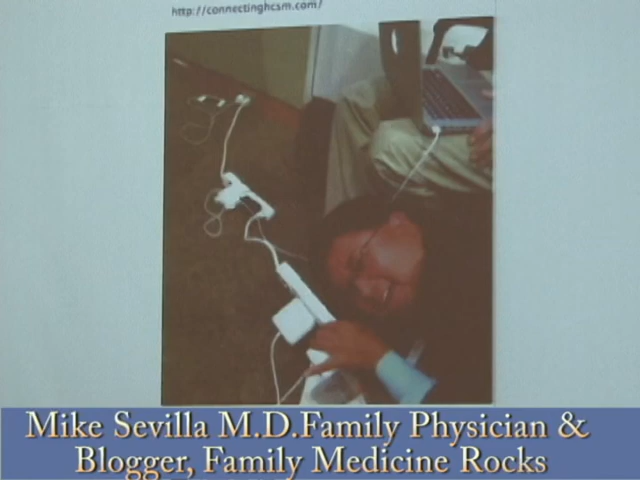 http://connectinghcsm.com/
Mike Sevilla M.D.Family Physician &
Blogger, Family Medicine Rocks